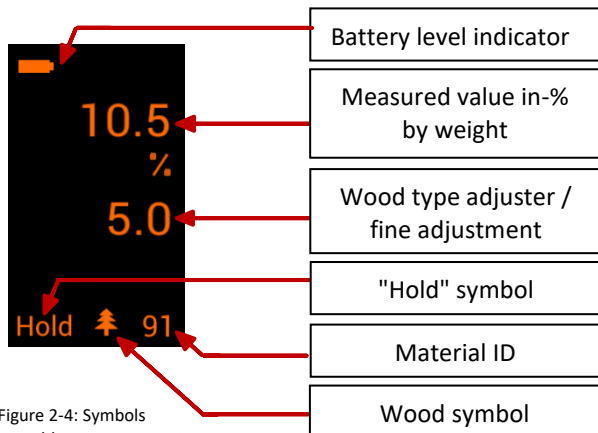 Battery level indicator
10.5
%
Measured value in-%
by weight
5.0
Wood type adjuster /
fine adjustment
"Hold" symbol
Hold
91
Material ID
Wood symbol
Figure 2-4: Symbols